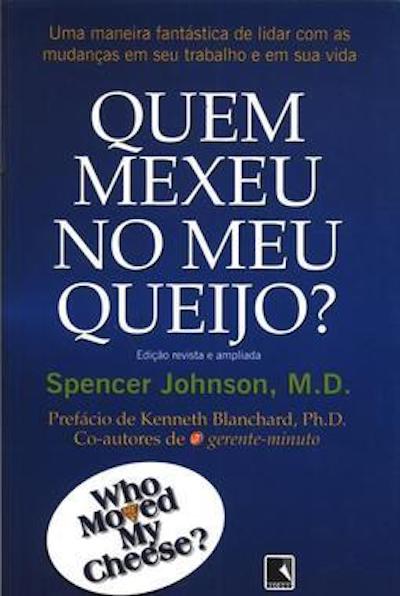 Uma maneira fantástica de lidar com as
mudanças em seu trabalho e em sua vida
QUEM
MEXEU
NO MEU
QUEIJO?
Edição revista e ampliada
Spencer Johnson, M.D.
Prefácio de Kenneth Blanchard, Ph.D.
Co-autores de O gerente-minuto
Who
Moved
My
Cheese?